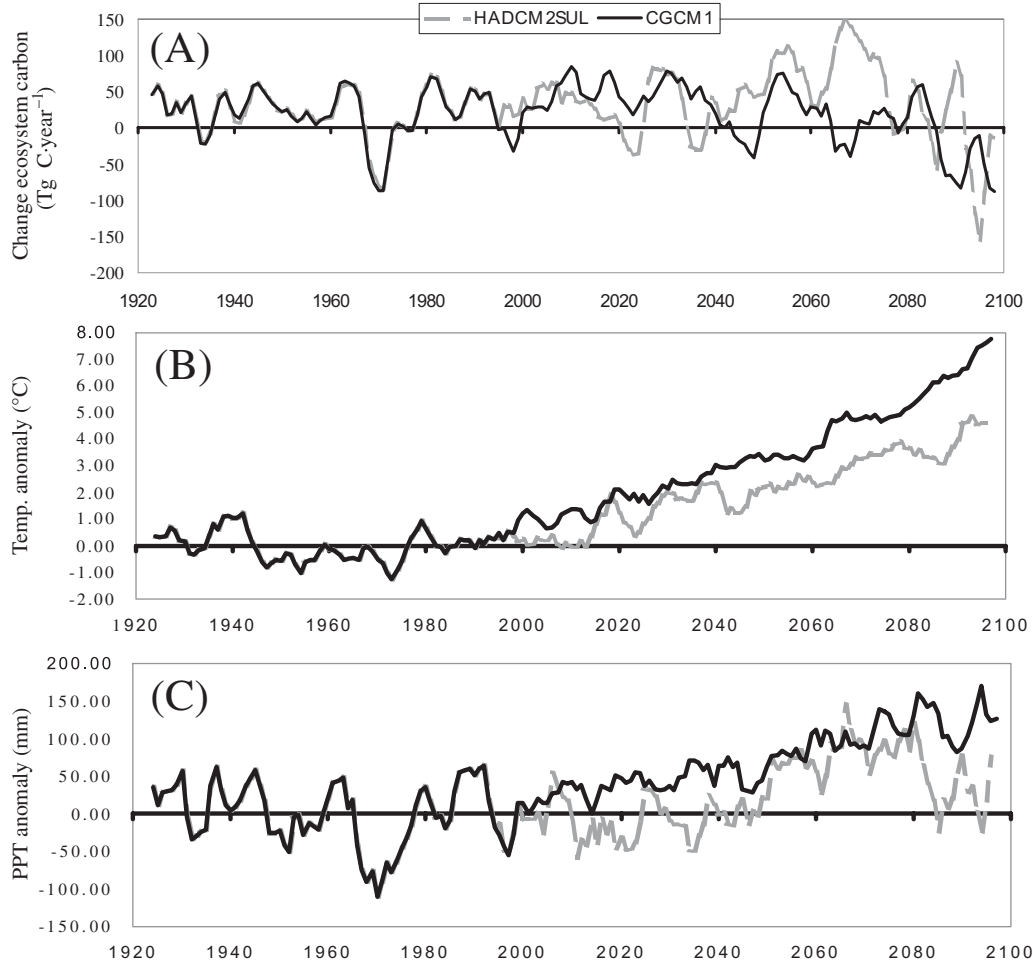 HADCM2SUL CGCM1
(A)
Change ecosystem carbon
(Tg C·year⁻¹)
150
100
50
0
-50
-100
-150
-200
1920 1940 1960 1980 2000 2020 2040 2060 2080 2100
(B)
Temp. anomaly (°C)
8.00
7.00
6.00
5.00
4.00
3.00
2.00
1.00
0.00
-1.00
-2.00
1920 1940 1960 1980 2000 2020 2040 2060 2080 2100
(C)
PPT anomaly (mm)
200.00
150.00
100.00
50.00
0.00
-50.00
-100.00
-150.00
1920 1940 1960 1980 2000 2020 2040 2060 2080 2100